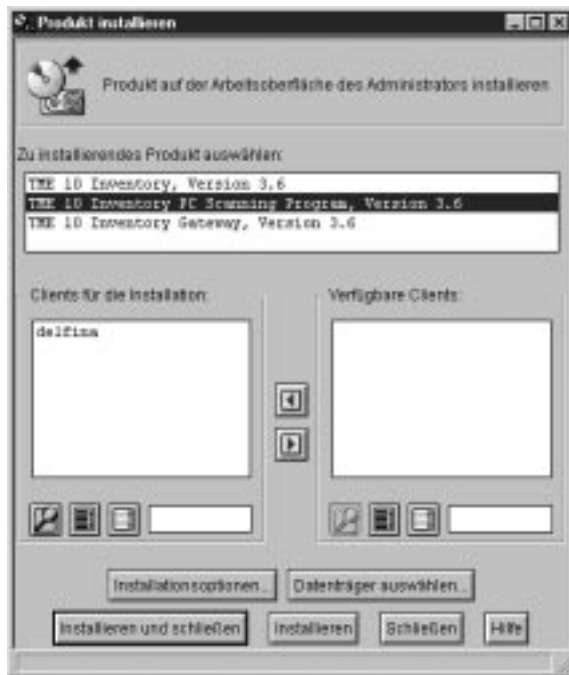 Produkt installieren
Produkt auf der Arbeitsoberfläche des Administrators installieren
Zu installierendes Produkt auswählen:
TME 10 Inventory, Version 3.6
TME 10 Inventory PC Scanning Program, Version 3.6
TME 10 Inventory Gateway, Version 3.6
Clients für die Installation:
Verfügbare Clients:
delfina
Installationsoptionen...
Datenträger auswählen...
Installieren und schließen
Installieren
Schließen
Hilfe